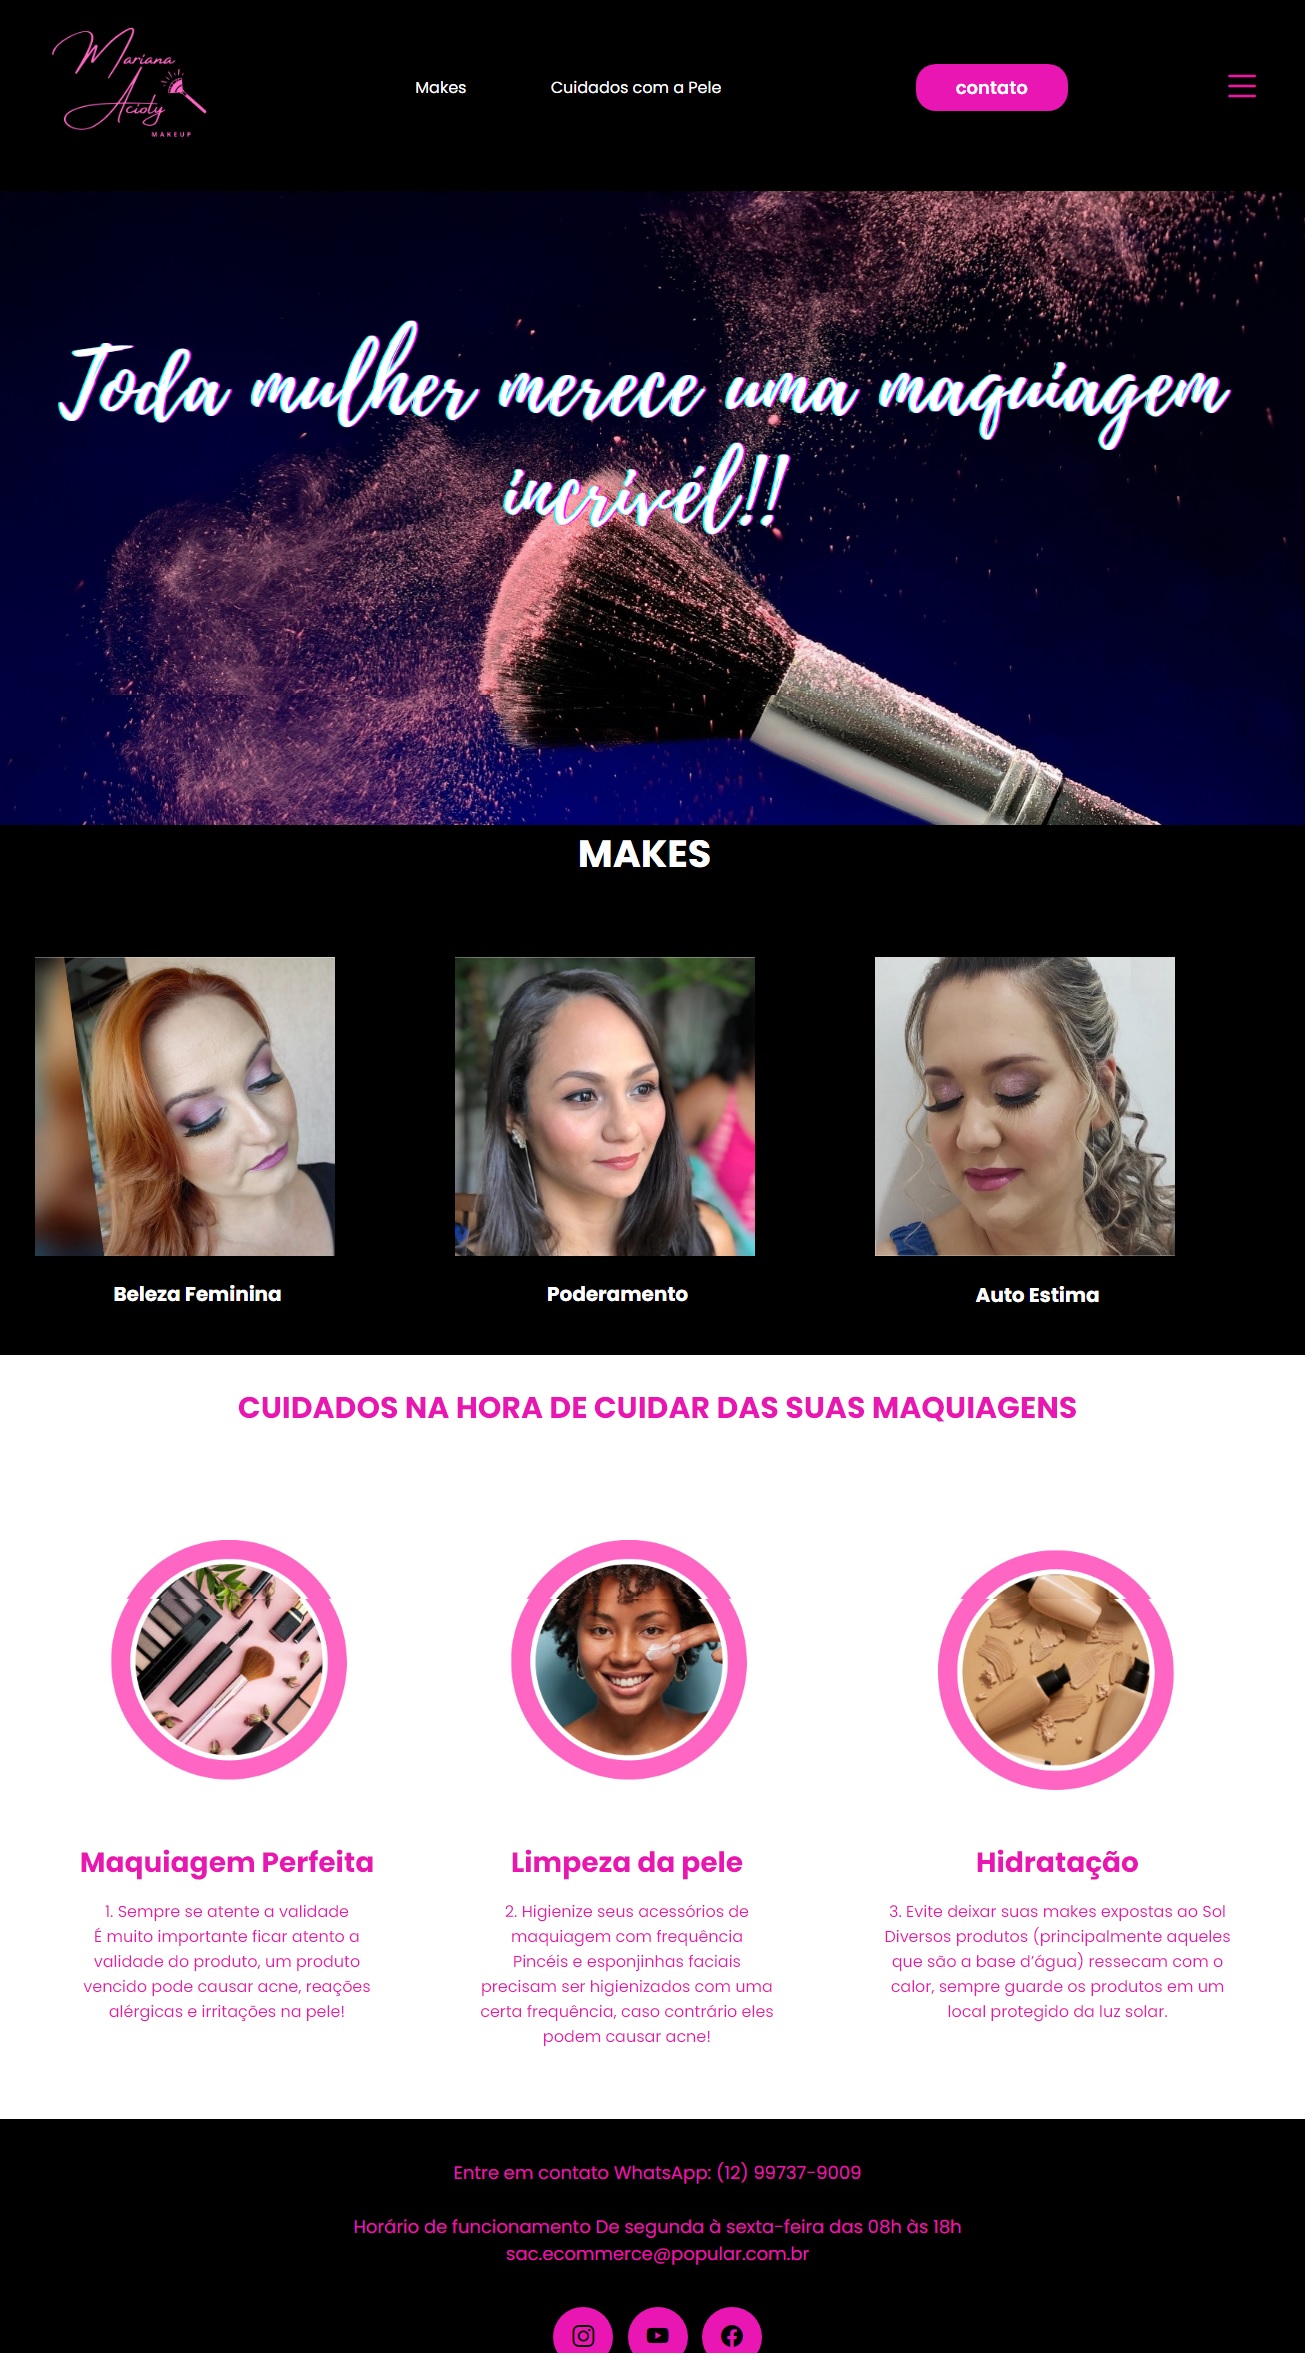 Mariana
Acioly
MAKEUP
Makes
Cuidados com a Pele
contato
Toda mulher merece uma maquiagem
incrivél!!
MAKES
Beleza Feminina
Poderamento
Auto Estima
CUIDADOS NA HORA DE CUIDAR DAS SUAS MAQUIAGENS
Maquiagem Perfeita
1. Sempre se atente a validade
É muito importante ficar atento a
validade do produto, um produto
vencido pode causar acne, reações
alérgicas e irritações na pele!
Limpeza da pele
2. Higienize seus acessórios de
maquiagem com frequência
Pincéis e esponjinhas faciais
precisam ser higienizados com uma
certa frequência, caso contrário eles
podem causar acne!
Hidratação
3. Evite deixar suas makes expostas ao Sol
Diversos produtos (principalmente aqueles
que são a base d’água) ressecam com o
calor, sempre guarde os produtos em um
local protegido da luz solar.
Entre em contato WhatsApp: (12) 99737-9009
Horário de funcionamento De segunda à sexta-feira das 08h às 18h
sac.ecommerce@popular.com.br